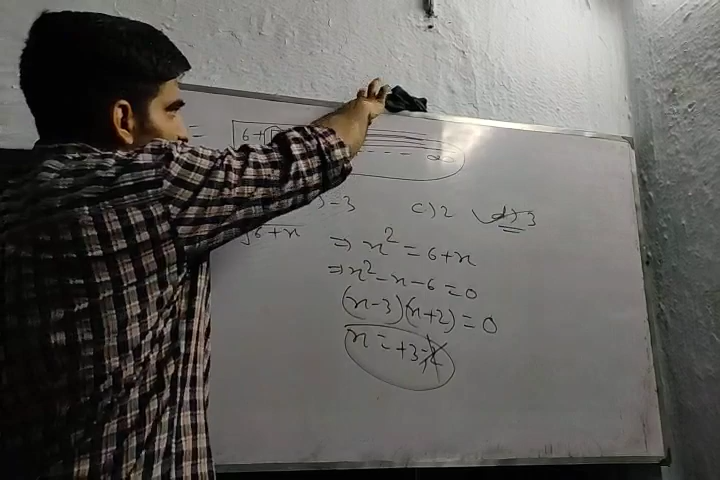 = √6+√
- - - - ∞
)-3 C) 2 d) 3
√6+x
⇒ x² = 6+x
⇒ x² - x - 6 = 0
(x-3)(x+2) = 0
x = +3